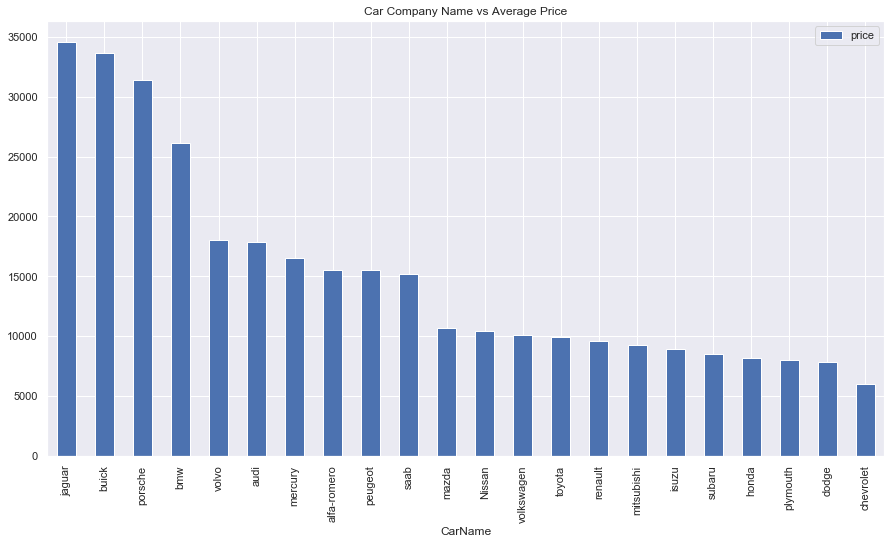 Car Company Name vs Average Price
price
35000
30000
25000
20000
15000
10000
5000
0
jaguar
buick
porsche
bmw
volvo
audi
mercury
alfa-romero
peugeot
saab
mazda
Nissan
volkswagen
toyota
renault
mitsubishi
isuzu
subaru
honda
plymouth
dodge
chevrolet
CarName